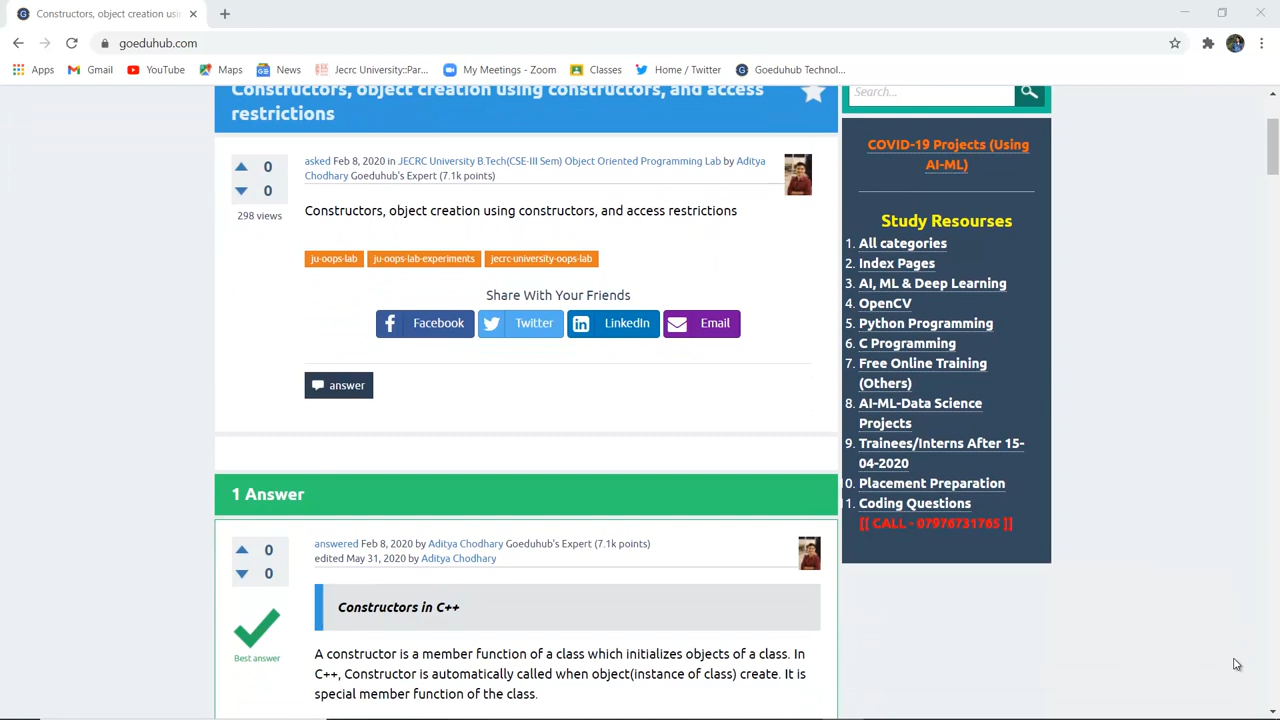 Constructors, object creation usin
goeduhub.com
Apps
Gmail
YouTube
Maps
News
Jecrc University::Par...
My Meetings - Zoom
Classes
Home / Twitter
Goeduhub Technol...
Constructors, object creation using constructors, and access
restrictions
Search...
0
0
298 views
asked Feb 8, 2020 in JECRC University B.Tech(CSE-III Sem) Object Oriented Programming Lab by Aditya
Chodhary Goeduhub's Expert (7.1k points)
Constructors, object creation using constructors, and access restrictions
ju-oops-lab
ju-oops-lab-experiments
jecrc-university-oops-lab
Share With Your Friends
Facebook
Twitter
LinkedIn
Email
answer
1 Answer
0
0
Best answer
answered Feb 8, 2020 by Aditya Chodhary Goeduhub's Expert (7.1k points)
edited May 31, 2020 by Aditya Chodhary
Constructors in C++
A constructor is a member function of a class which initializes objects of a class. In
C++, Constructor is automatically called when object(instance of class) create. It is
special member function of the class.
COVID-19 Projects (Using
AI-ML)
Study Resourses
1. All categories
2. Index Pages
3. AI, ML & Deep Learning
4. OpenCV
5. Python Programming
6. C Programming
7. Free Online Training
(Others)
8. AI-ML-Data Science
Projects
9. Trainees/Interns After 15-
04-2020
10. Placement Preparation
11. Coding Questions
[[ CALL - 07976731765 ]]